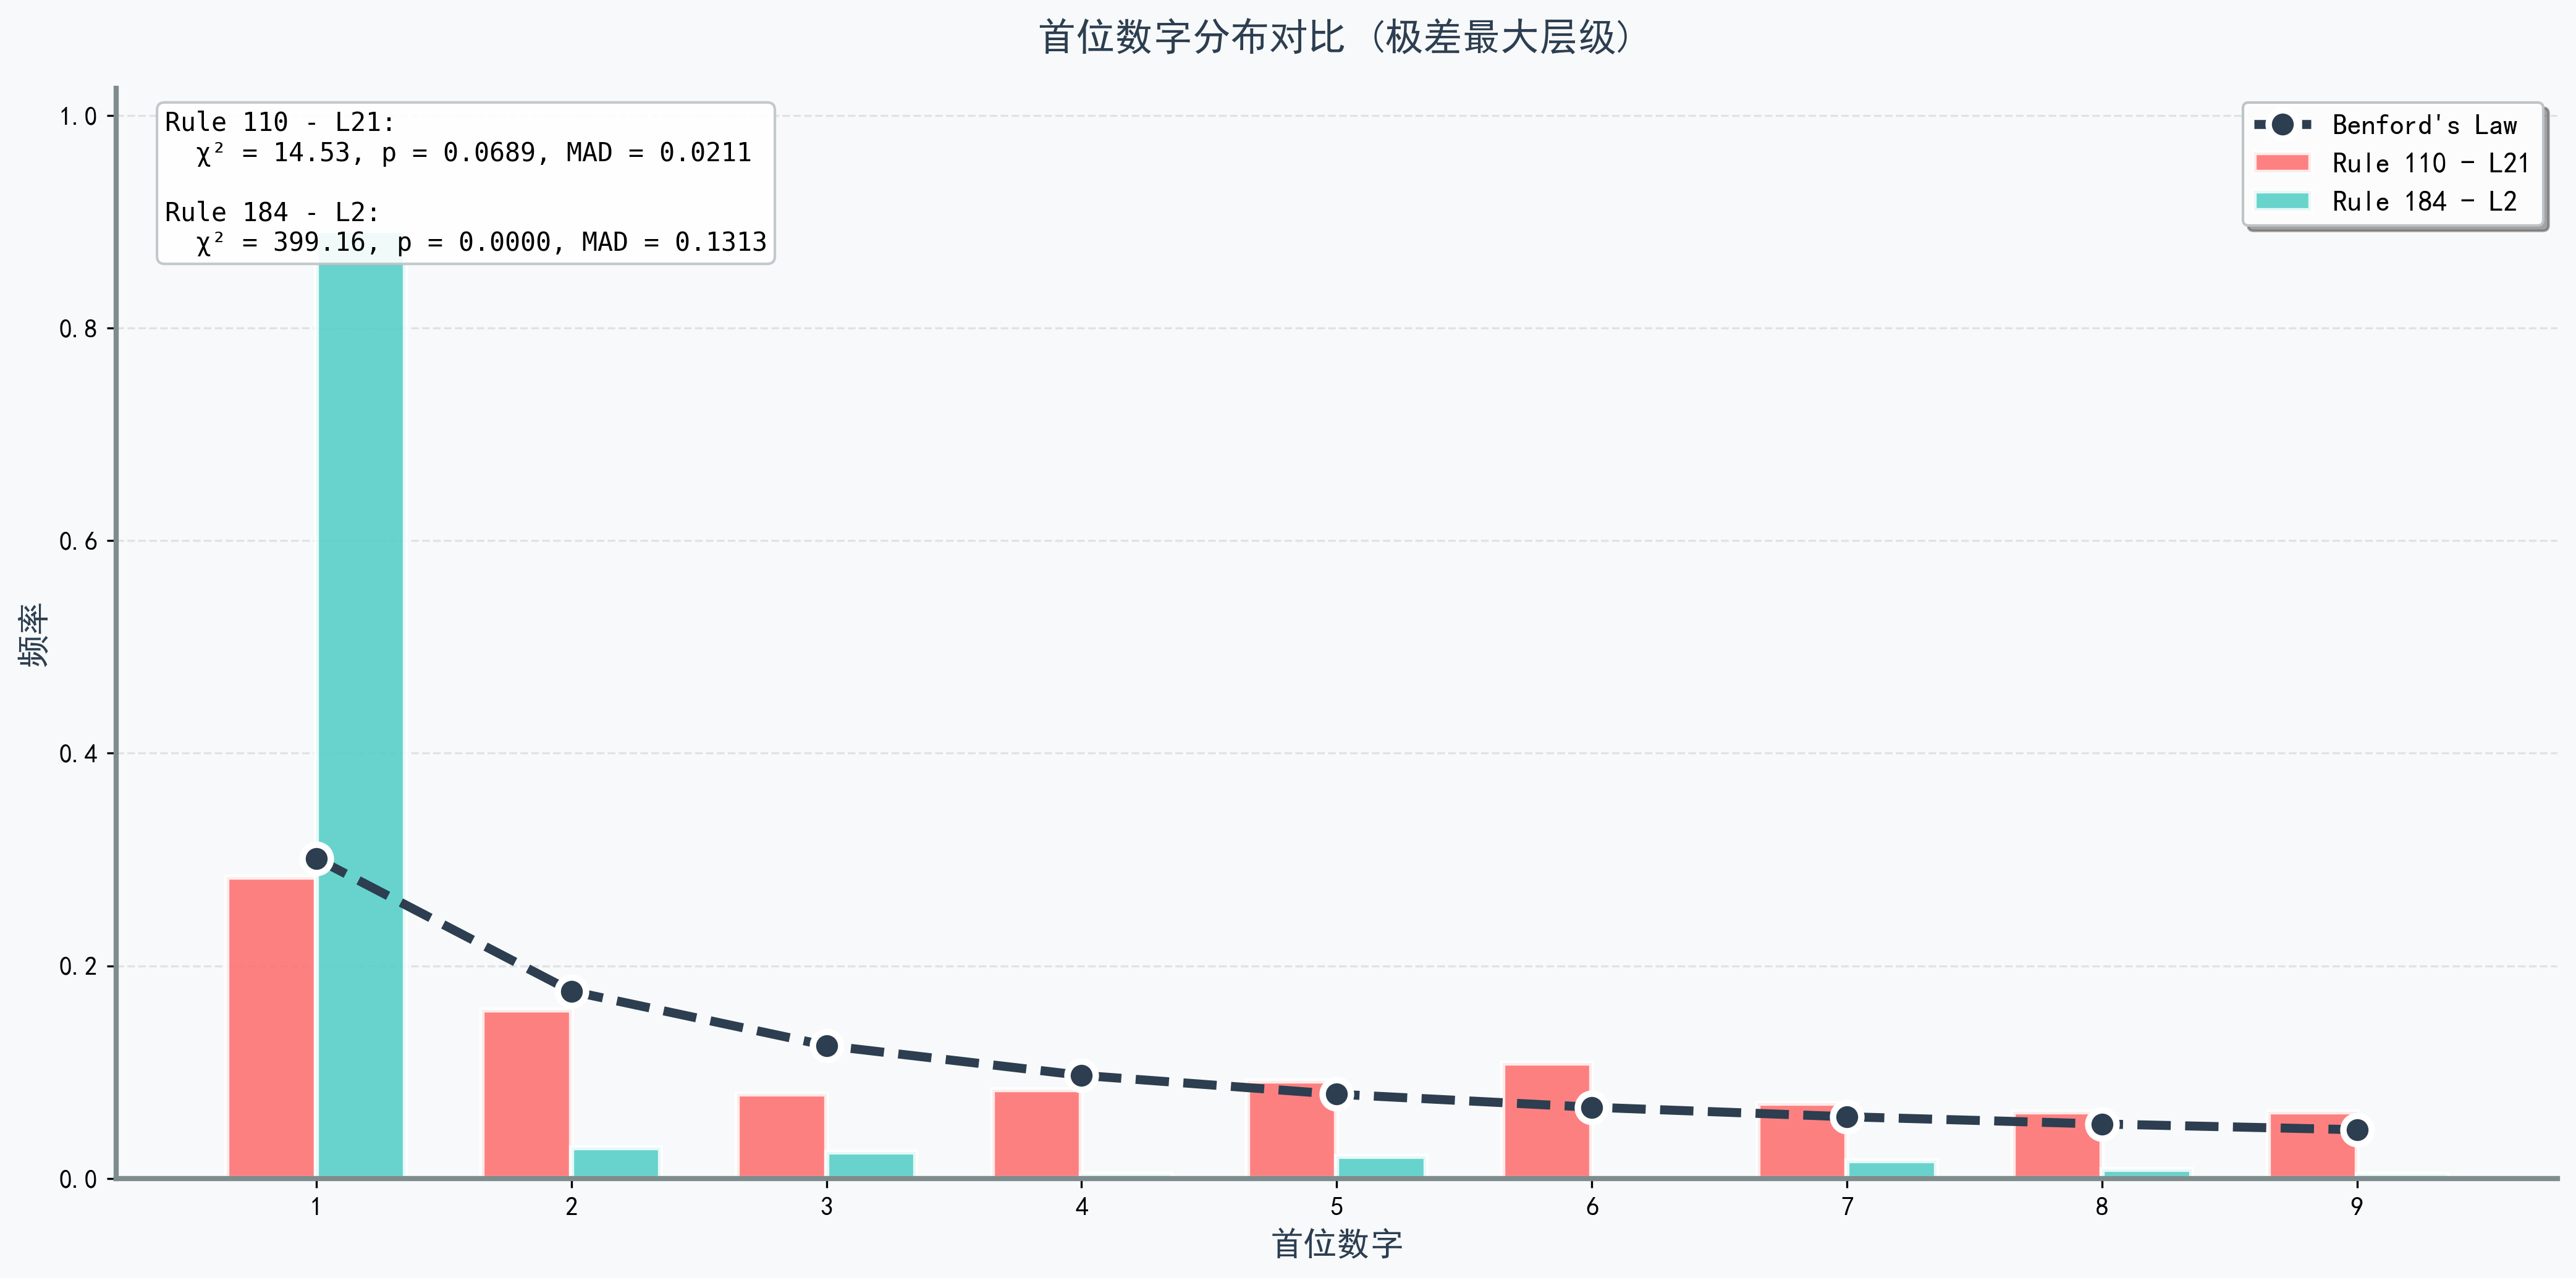 首位数字分布对比 (极差最大层级)
Rule 110 - L21:
χ² = 14.53, p = 0.0689, MAD = 0.0211
Rule 184 - L2:
χ² = 399.16, p = 0.0000, MAD = 0.1313
Benford's Law
Rule 110 - L21
Rule 184 - L2
频率
1.0
0.8
0.6
0.4
0.2
0.0
1 2 3 4 5 6 7 8 9
首位数字